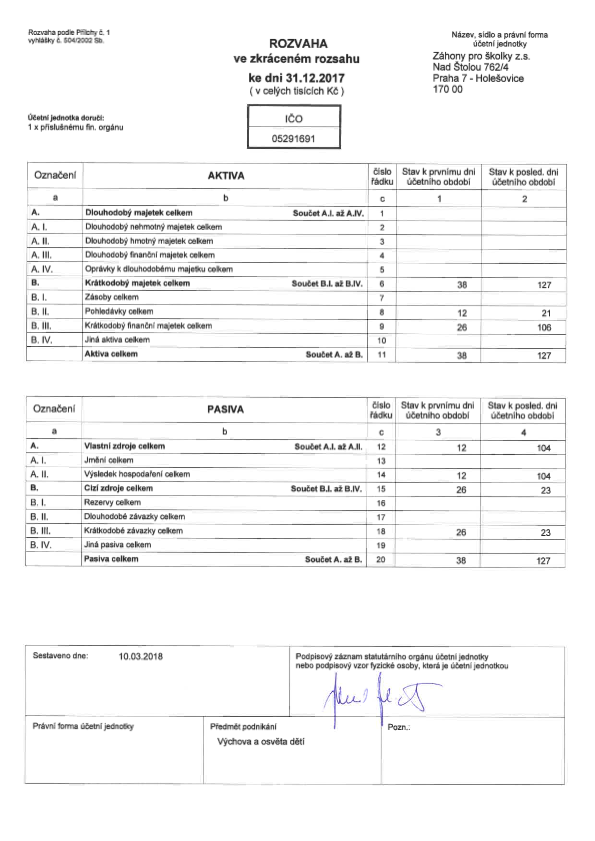 Rozvaha podle Přílohy č. 1
vyhlášky č. 504/2002 Sb.
ROZVAHA
ve zkráceném rozsahu
ke dni 31.12.2017
( v celých tisících Kč )
Název, sídlo a právní forma
účetní jednotky
Záhony pro školky z.s.
Nad Štolou 762/4
Praha 7 - Holešovice
170 00
Účetní jednotka doručí:
1 x příslušnému fin. orgánu
IČO
05291691
Označení AKTIVA číslo řádku Stav k prvnímu dni účetního období Stav k posled. dni účetního období
a b c 1 2
A. Dlouhodobý majetek celkem Součet A.I. až A.IV. 1
A. I. Dlouhodobý nehmotný majetek celkem 2
A. II. Dlouhodobý hmotný majetek celkem 3
A. III. Dlouhodobý finanční majetek celkem 4
A. IV. Oprávky k dlouhodobému majetku celkem 5
B. Krátkodobý majetek celkem Součet B.I. až B.IV. 6 38 127
B. I. Zásoby celkem 7
B. II. Pohledávky celkem 8 12 21
B. III. Krátkodobý finanční majetek celkem 9 26 106
B. IV. Jiná aktiva celkem 10
Aktiva celkem Součet A. až B. 11 38 127
Označení PASIVA číslo řádku Stav k prvnímu dni účetního období Stav k posled. dni účetního období
a b c 3 4
A. Vlastní zdroje celkem Součet A.I. až A.II. 12 12 104
A. I. Jmění celkem 13
A. II. Výsledek hospodaření celkem 14 12 104
B. Cizí zdroje celkem Součet B.I. až B.IV. 15 26 23
B. I. Rezervy celkem 16
B. II. Dlouhodobé závazky celkem 17
B. III. Krátkodobé závazky celkem 18 26 23
B. IV. Jiná pasiva celkem 19
Pasiva celkem Součet A. až B. 20 38 127
Sestaveno dne: 10.03.2018
Podpisový záznam statutárního orgánu účetní jednotky
nebo podpisový vzor fyzické osoby, která je účetní jednotkou
Právní forma účetní jednotky
Předmět podnikání
Výchova a osvěta dětí
Pozn.: